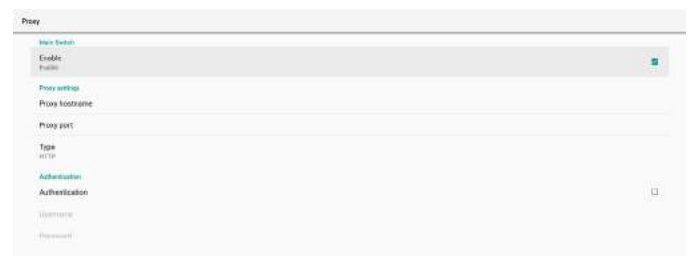 Proxy
Main Switch
Enable
Enable
Proxy settings
Proxy hostname
Proxy port
Type
HTTP
Authentication
Authentication
Username
Password